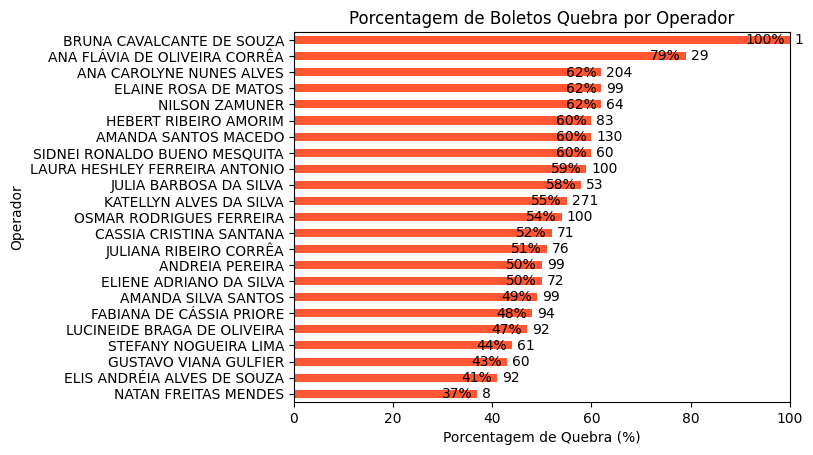 Porcentagem de Boletos Quebra por Operador
BRUNA CAVALCANTE DE SOUZA 100% 1
ANA FLÁVIA DE OLIVEIRA CORRÊA 79% 29
ANA CAROLYNE NUNES ALVES 62% 204
ELAINE ROSA DE MATOS 62% 99
NILSON ZAMUNER 62% 64
HEBERT RIBEIRO AMORIM 60% 83
AMANDA SANTOS MACEDO 60% 130
SIDNEI RONALDO BUENO MESQUITA 60% 60
LAURA HESHLEY FERREIRA ANTONIO 59% 100
JULIA BARBOSA DA SILVA 58% 53
KATELLYN ALVES DA SILVA 55% 271
OSMAR RODRIGUES FERREIRA 54% 100
CASSIA CRISTINA SANTANA 52% 71
JULIANA RIBEIRO CORRÊA 51% 76
ANDREIA PEREIRA 50% 99
ELIENE ADRIANO DA SILVA 50% 72
AMANDA SILVA SANTOS 49% 99
FABIANA DE CÁSSIA PRIORE 48% 94
LUCINEIDE BRAGA DE OLIVEIRA 47% 92
STEFANY NOGUEIRA LIMA 44% 61
GUSTAVO VIANA GULFIER 43% 60
ELIS ANDRÉIA ALVES DE SOUZA 41% 92
NATAN FREITAS MENDES 37% 8
Operador
0 20 40 60 80 100
Porcentagem de Quebra (%)